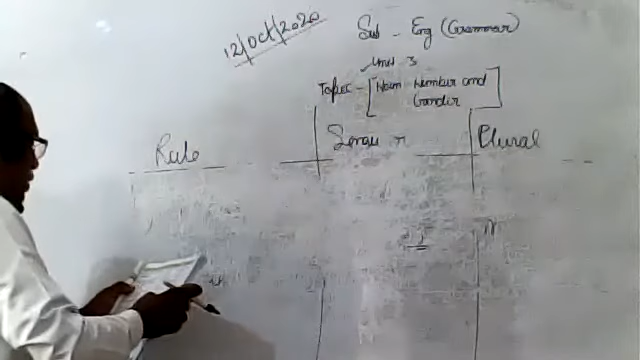 12/Oct/2020
Sub - Eng (Grammar)
Unit 3
Topic - [Noun Number and
Gender]
Rule
Plural